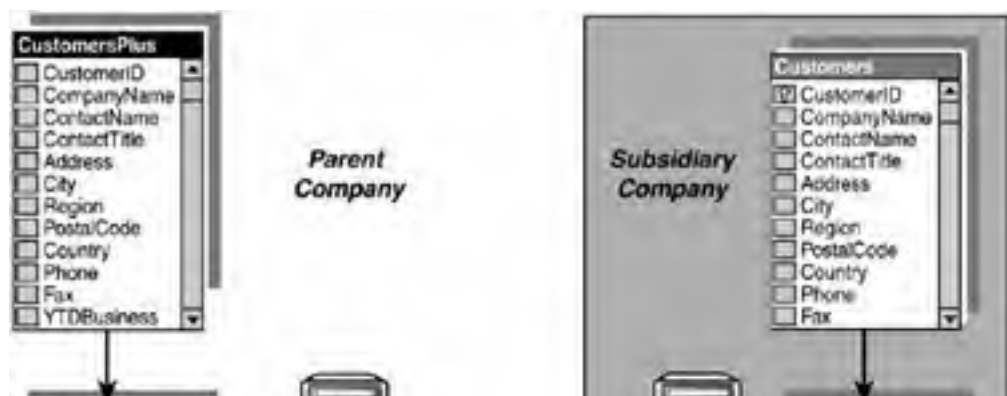 CustomersPlus
CustomerID
CompanyName
ContactName
ContactTitle
Address
City
Region
PostalCode
Country
Phone
Fax
YTDBusiness
Parent
Company
Subsidiary
Company
Customers
CustomerID
CompanyName
ContactName
ContactTitle
Address
City
Region
PostalCode
Country
Phone
Fax